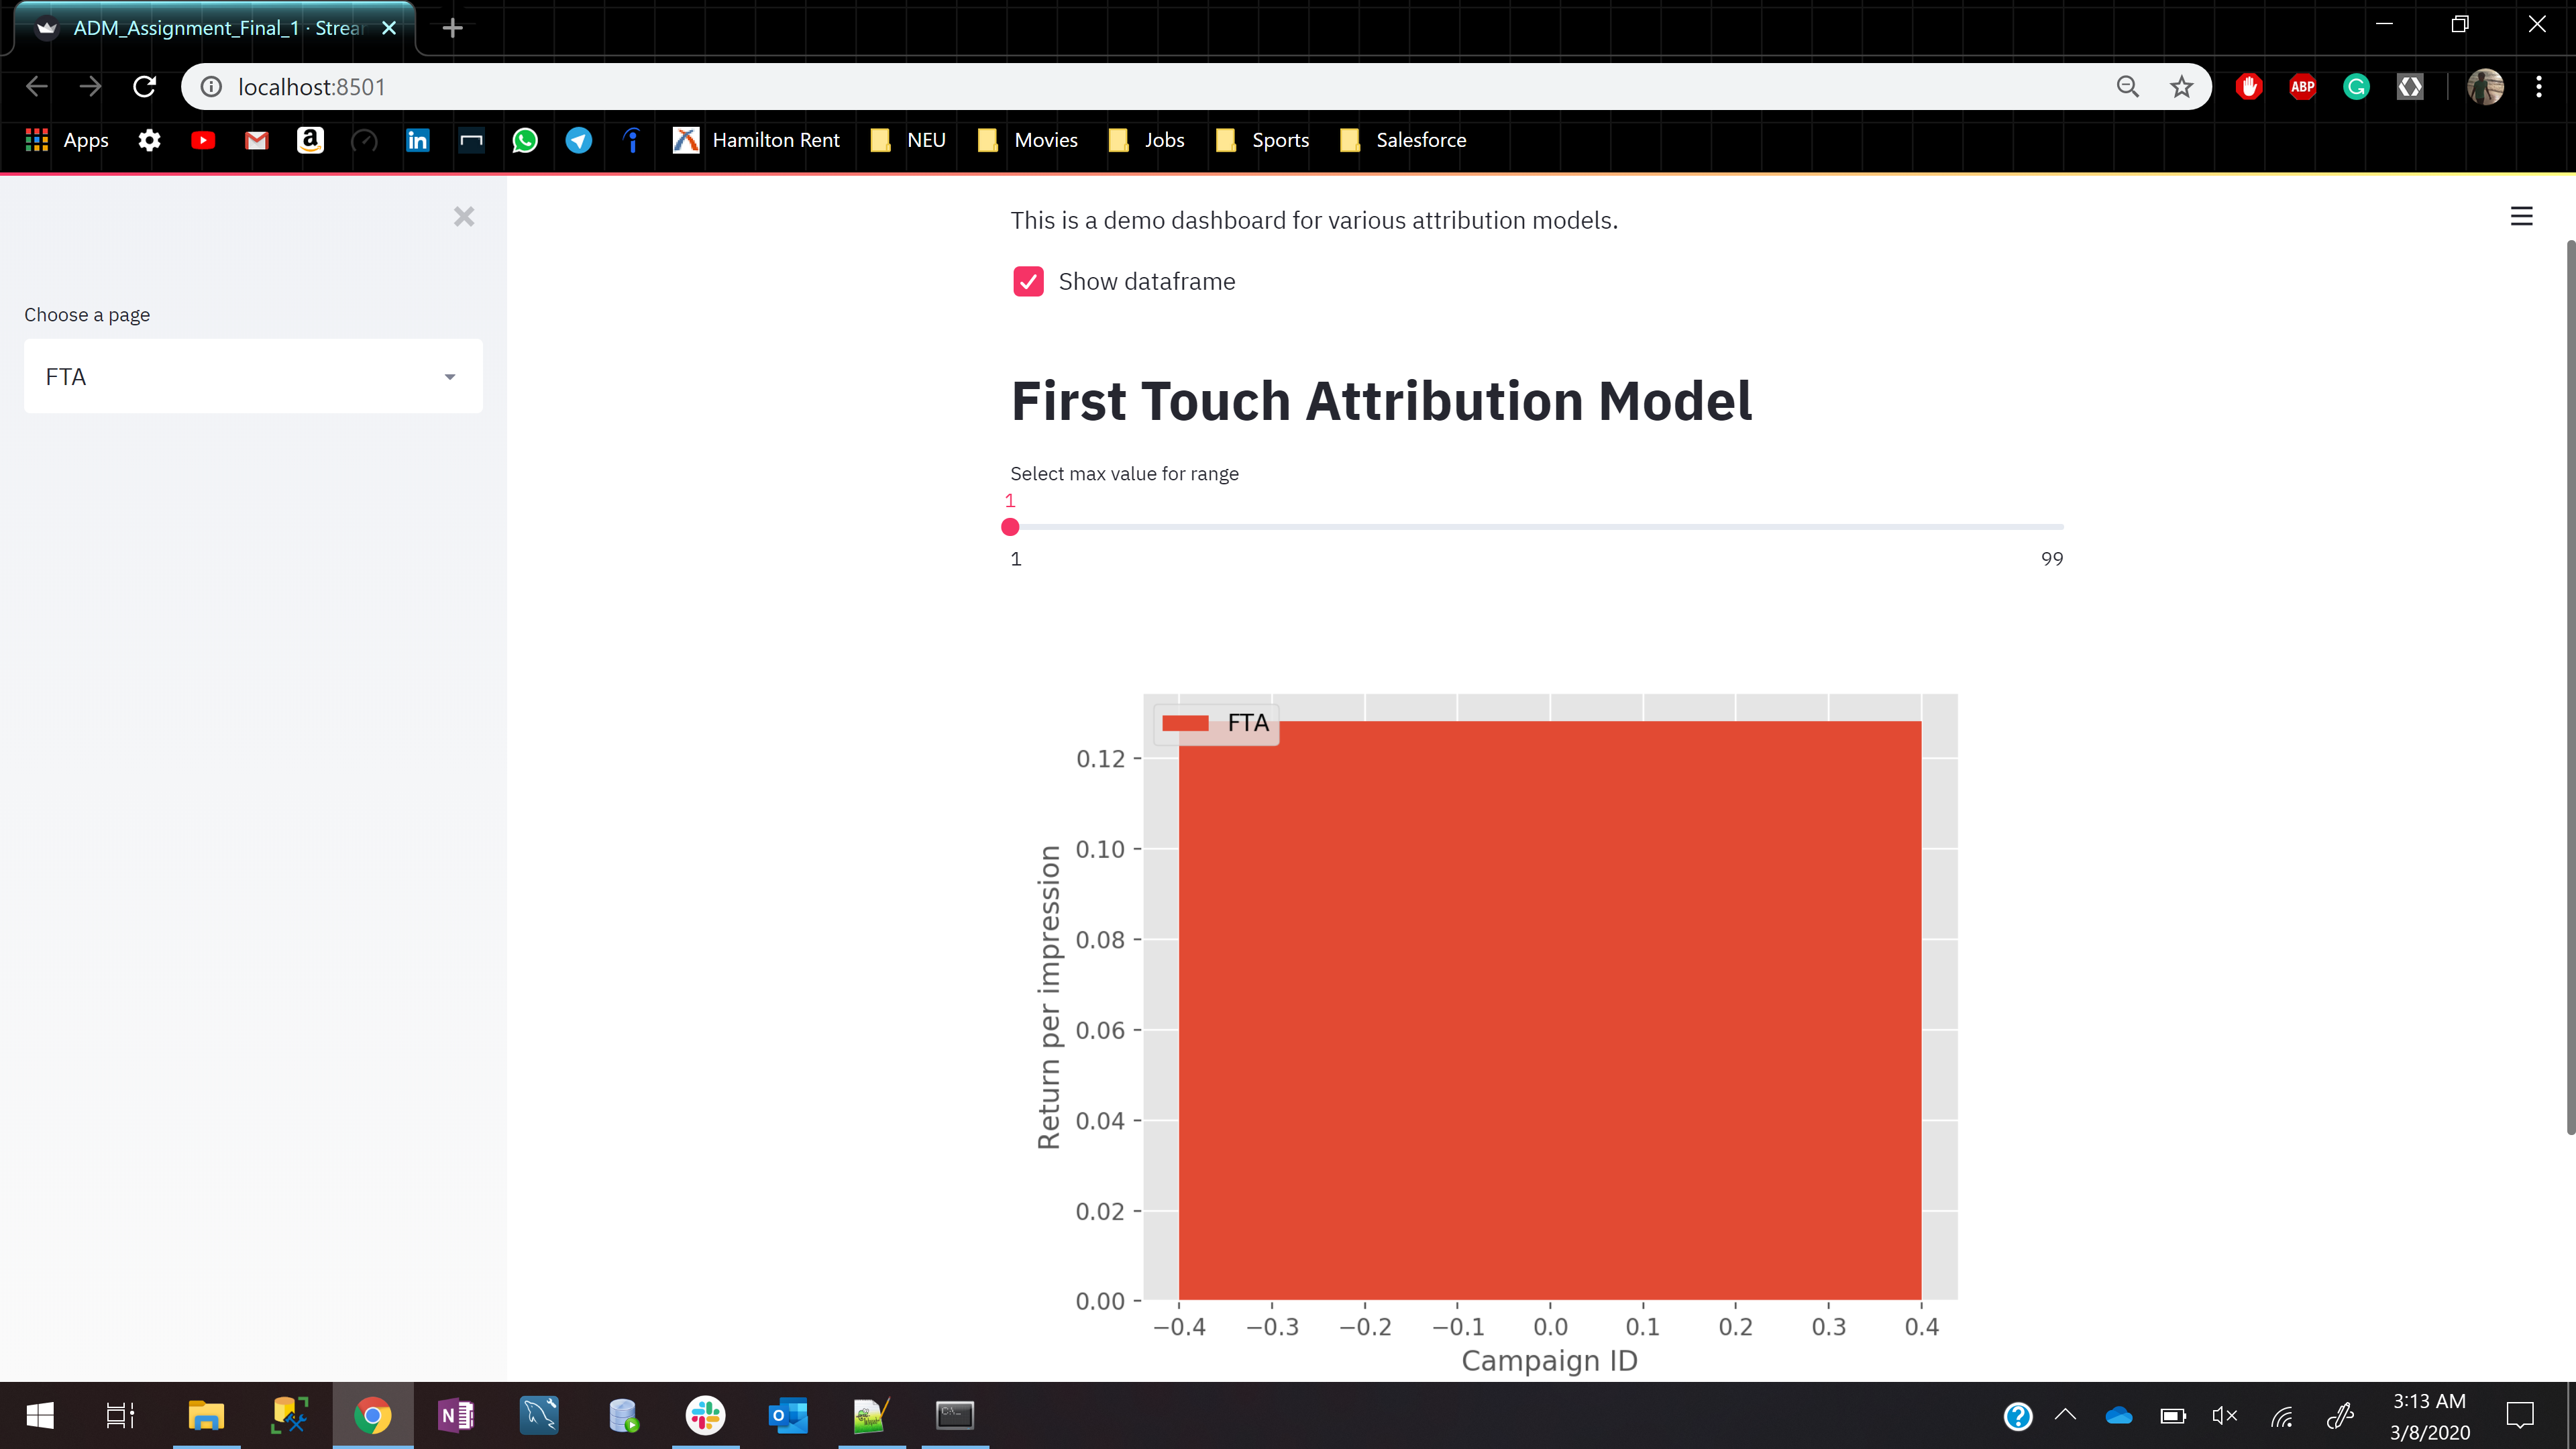 ADM_Assignment_Final_1 · Strear
localhost:8501
ABP
Apps
Hamilton Rent
NEU
Movies
Jobs
Sports
Salesforce
This is a demo dashboard for various attribution models.
Show dataframe
Choose a page
FTA
First Touch Attribution Model
Select max value for range
1
1
99
FTA
0.12
0.10
0.08
0.06
0.04
0.02
0.00
Return per impression
−0.4
−0.3
−0.2
−0.1
0.0
0.1
0.2
0.3
0.4
Campaign ID
3:13 AM
3/8/2020